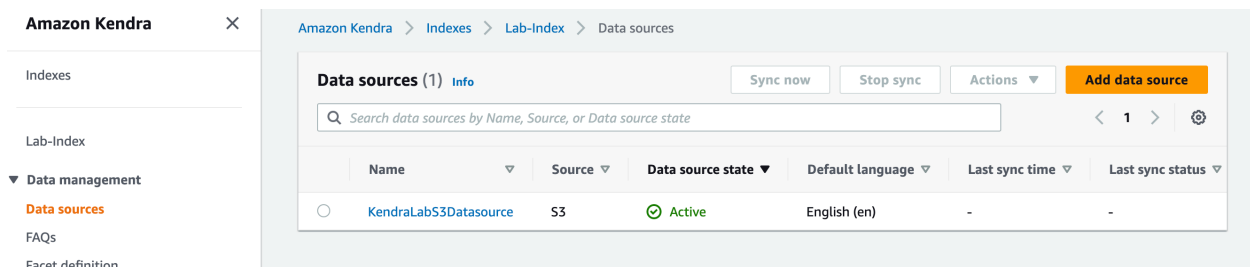 Amazon Kendra
Indexes
Lab-Index
Data management
Data sources
FAQs
Facet definition
Amazon Kendra Indexes Lab-Index Data sources
Data sources (1) Info Sync now Stop sync Actions Add data source
Search data sources by Name, Source, or Data source state 1
Name Source Data source state Default language Last sync time Last sync status
KendraLabS3Datasource S3 Active English (en) - -